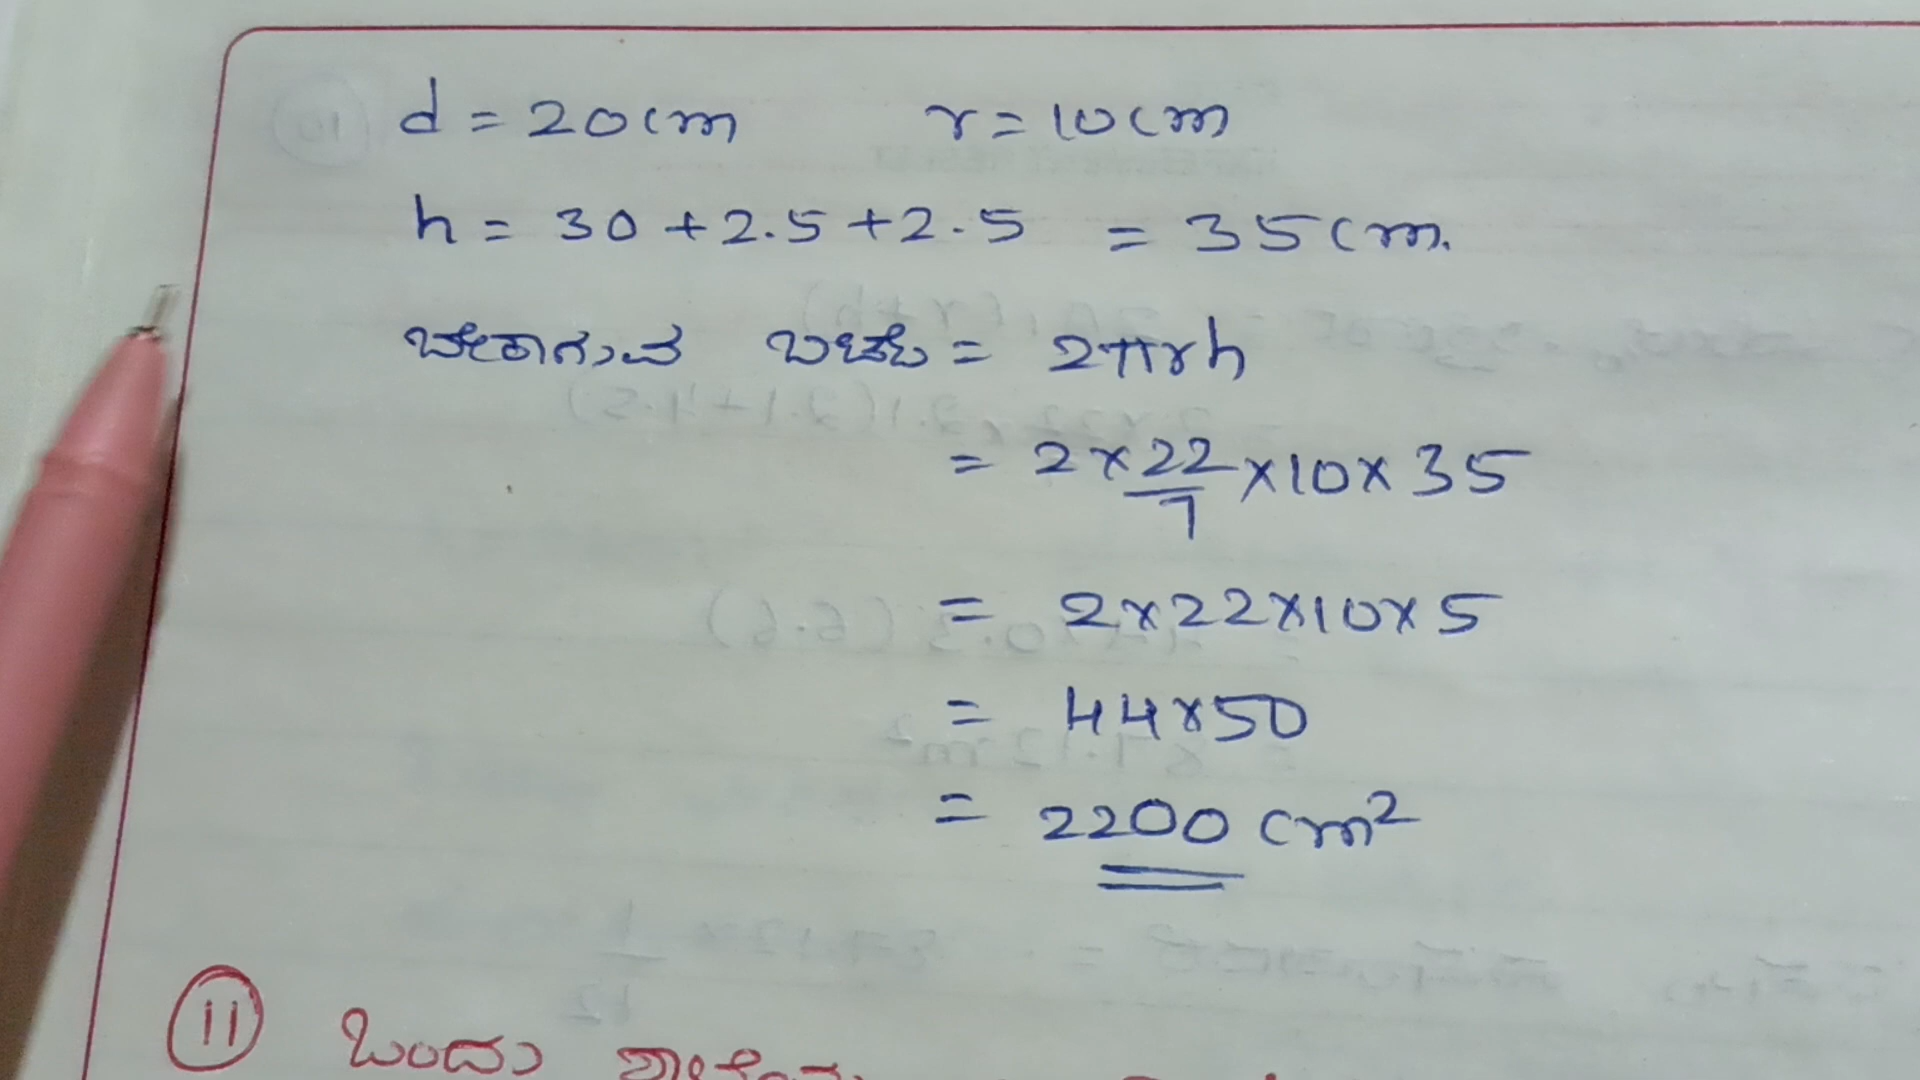 d = 20cm r = 10cm
h = 30 + 2.5 + 2.5 = 35cm.
ಬೇಕಾಗುವ ಬಟ್ಟೆ = 2πrh
= 2 × 22/7 × 10 × 35
= 2×22×10×5
= 44×50
= 2200 cm²
11 ಒಂದು